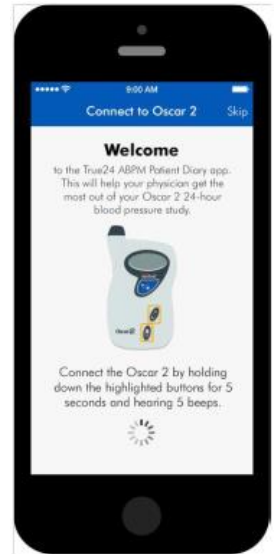 9:00 AM
Connect to Oscar 2
Skip
Welcome
to the True24 ABPM Patient Diary app.
This will help your physician get the
most out of your Oscar 2 24-hour
blood pressure study.
Oscar 2
Connect the Oscar 2 by holding
down the highlighted buttons for 5
seconds and hearing 5 beeps.